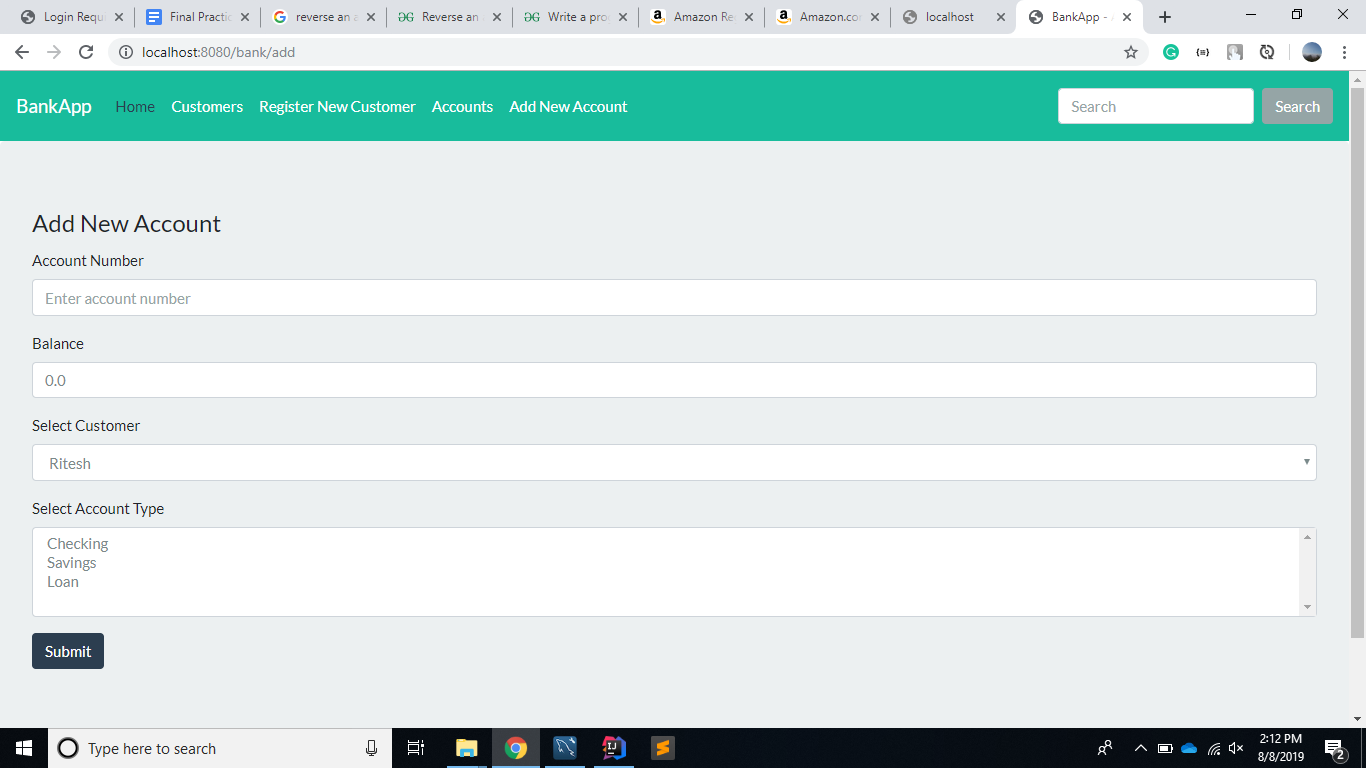 Login Requ
Final Practic
reverse an a
Reverse an
Write a pro
Amazon Re
Amazon.co
localhost
BankApp -
localhost:8080/bank/add
BankApp Home Customers Register New Customer Accounts Add New Account Search Search
Add New Account
Account Number
Enter account number
Balance
0.0
Select Customer
Ritesh
Select Account Type
Checking
Savings
Loan
Submit
Type here to search
2:12 PM
8/8/2019
2